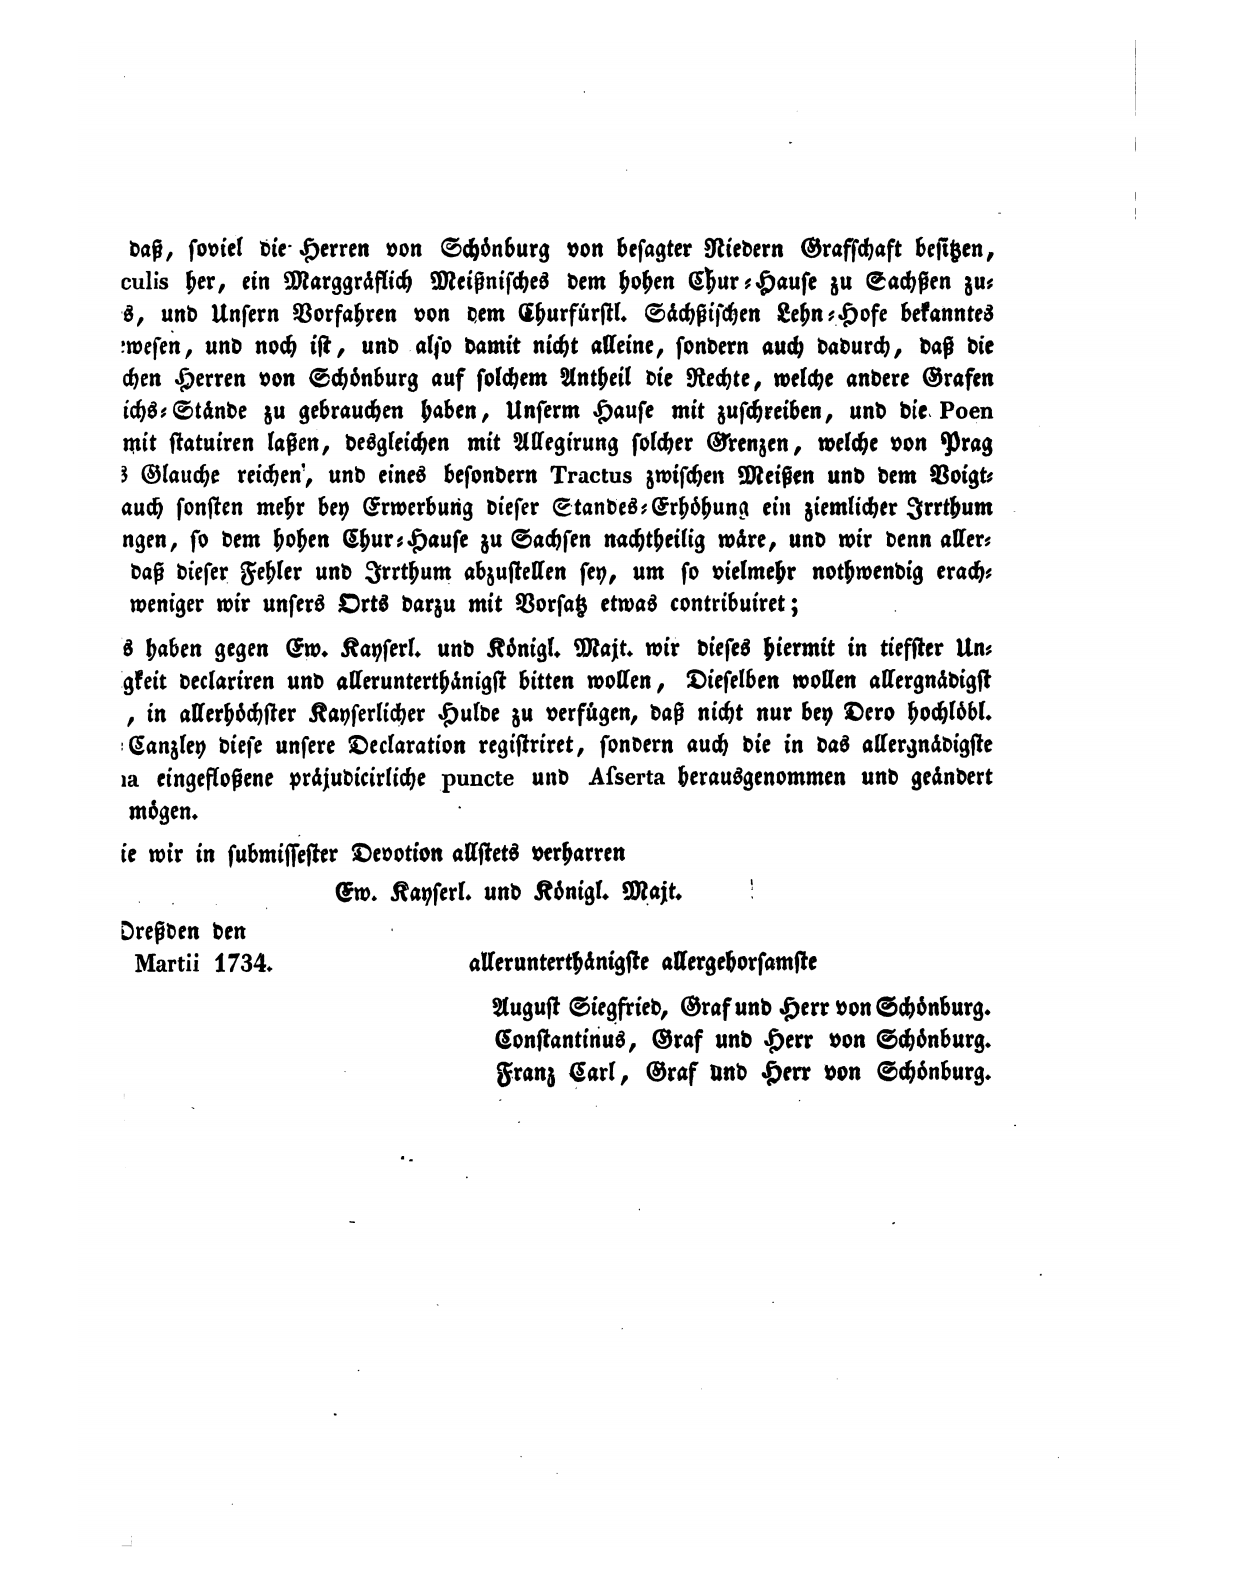 daß, soviel die Herren von Schönburg von besagter Niedern Grafschaft besitzen,
culis her, ein Marggräflich Meißnisches dem hohen Chur-Hause zu Sachßen zu-
s, und Unsern Vorfahren von dem Churfürstl. Sächßischen Lehn-Hofe bekanntes
wesen, und noch ist, und also damit nicht alleine, sondern auch dadurch, daß die
chen Herren von Schönburg auf solchem Antheil die Rechte, welche andere Grafen
ichs-Stände zu gebrauchen haben, Unserm Hause mit zuschreiben, und die Poen
mit statuiren laßen, desgleichen mit Allegirung solcher Grenzen, welche von Prag
Glauche reichen, und eines besondern Tractus zwischen Meißen und dem Voigt-
auch sonsten mehr bey Erwerbung dieser Standes-Erhöhung ein ziemlicher Irrthum
ngen, so dem hohen Chur-Hause zu Sachsen nachtheilig wäre, und wir denn aller-
daß dieser Fehler und Irrthum abzustellen sey, um so vielmehr nothwendig erach-
weniger wir unsers Orts darzu mit Vorsatz etwas contribuiret;
s haben gegen Ew. Kayserl. und Königl. Majt. wir dieses hiermit in tiefster Un-
gkeit declariren und allerunterthänigst bitten wollen, Dieselben wollen allergnädigst
, in allerhöchster Kayserlicher Hulde zu verfügen, daß nicht nur bey Dero hochlöbl.
Canzley diese unsere Declaration registriret, sondern auch die in das allergnädigste
na eingefloßene präjudicirliche puncte und Aſserta herausgenommen und geändert
mögen.
ie wir in submissester Devotion allstets verharren
Ew. Kayserl. und Königl. Majt.
Dreßden den
Martii 1734.
allerunterthänigste allergehorsamste
August Siegfried, Graf und Herr von Schönburg.
Constantinus, Graf und Herr von Schönburg.
Franz Carl, Graf und Herr von Schönburg.